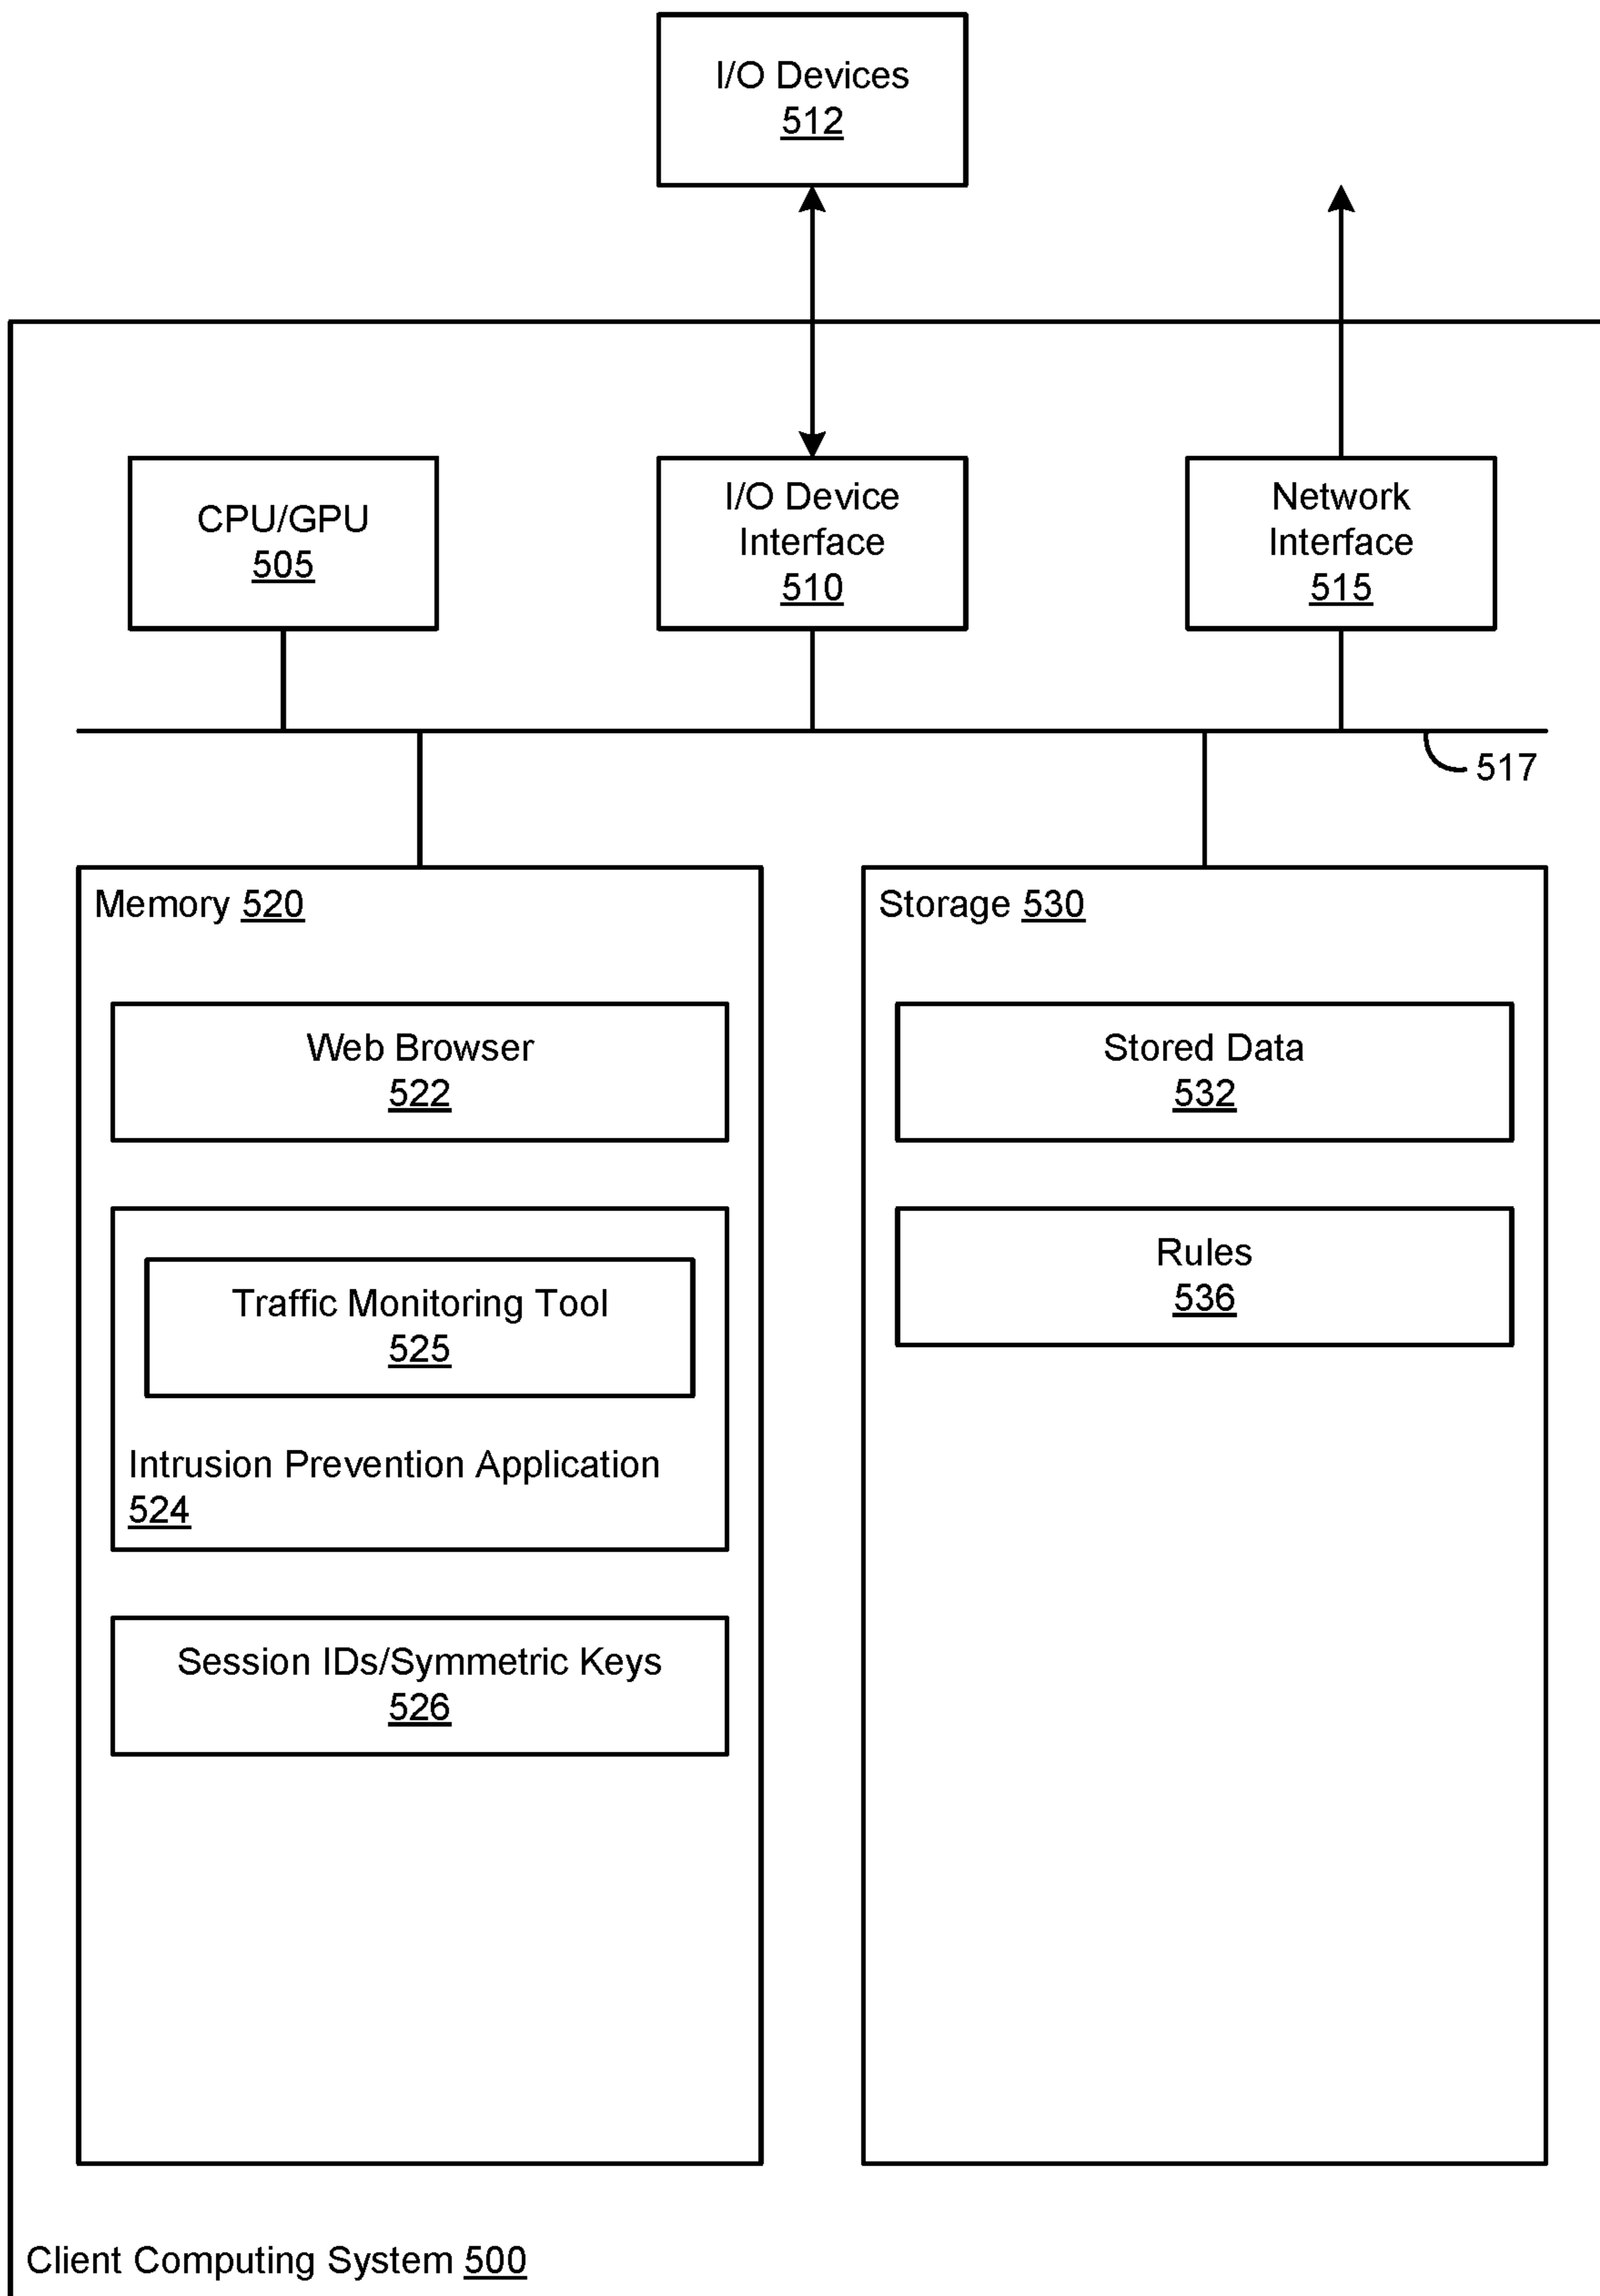 I/O Devices
512
CPU/GPU
505
I/O Device
Interface
510
Network
Interface
515
517
Memory 520
Web Browser
522
Traffic Monitoring Tool
525
Intrusion Prevention Application
524
Session IDs/Symmetric Keys
526
Storage 530
Stored Data
532
Rules
536
Client Computing System 500